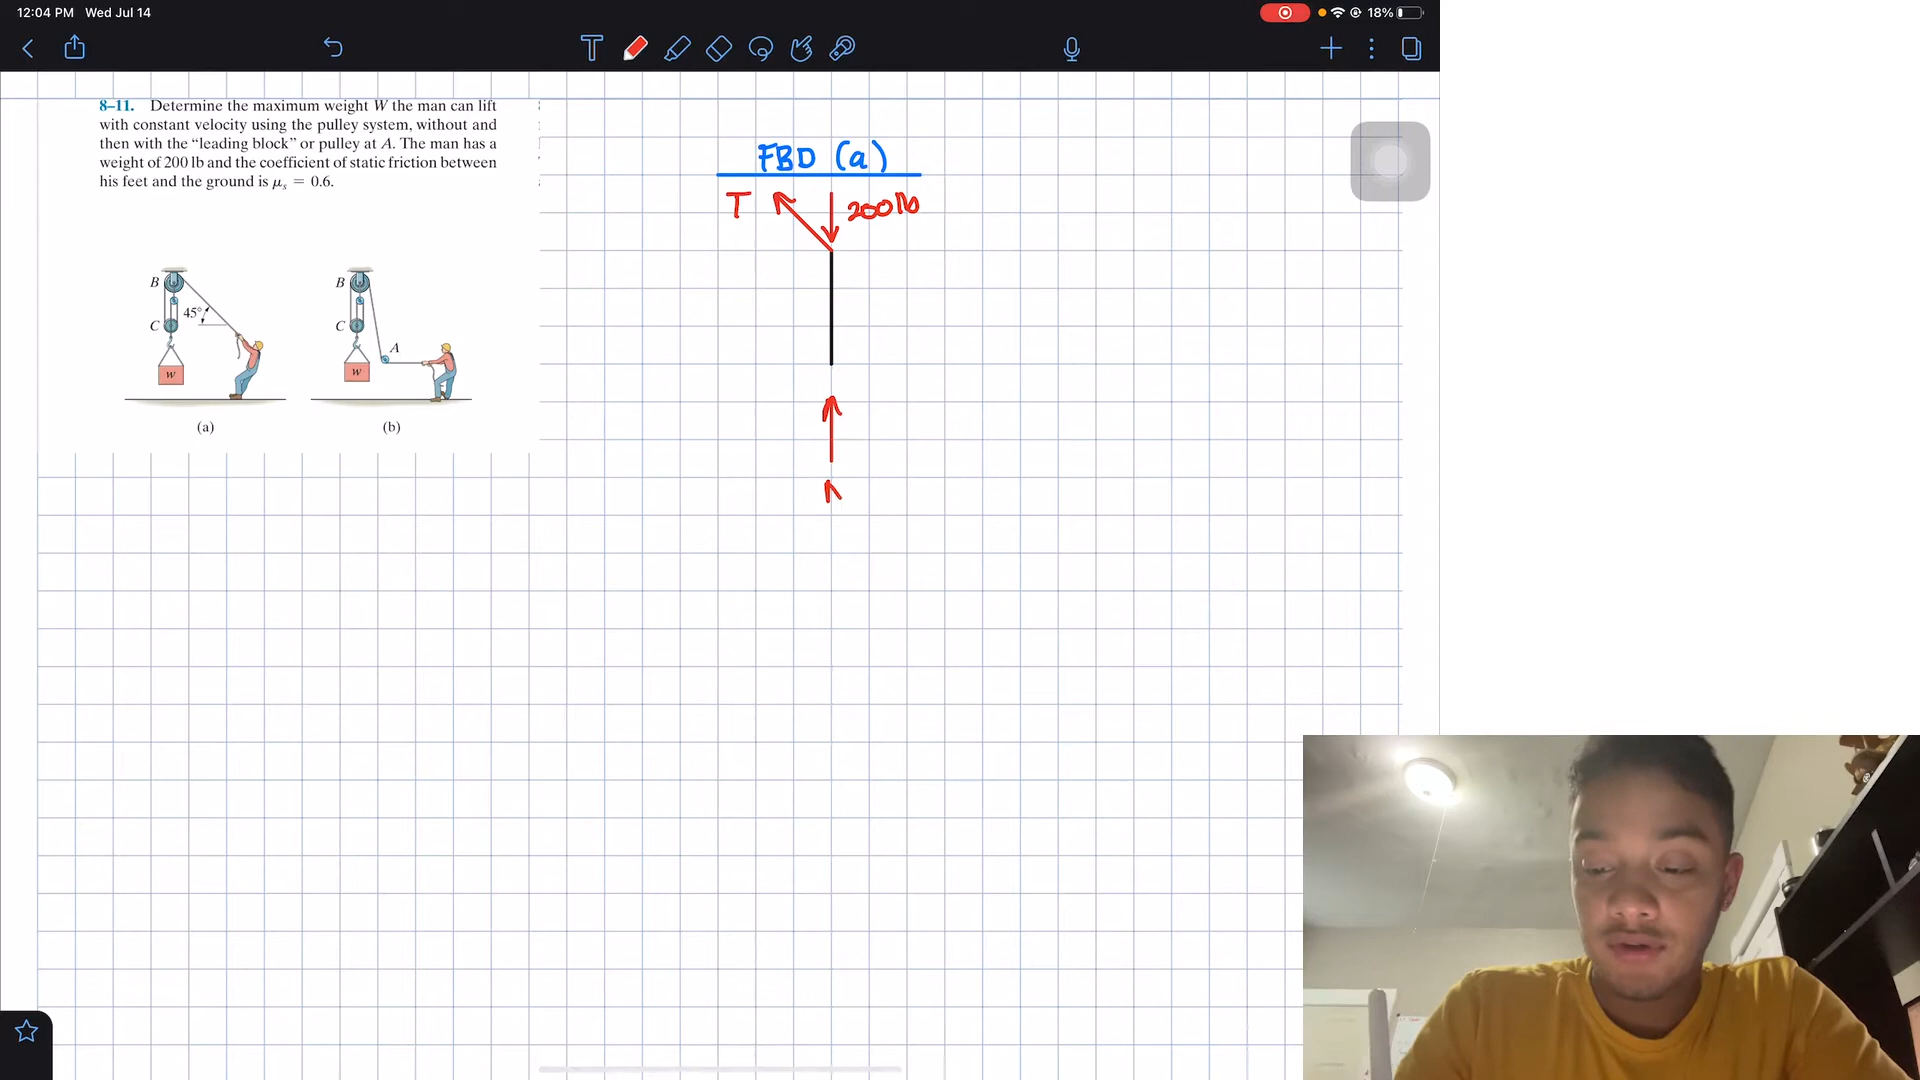 12:04 PM Wed Jul 14
18%
8–11. Determine the maximum weight W the man can lift
with constant velocity using the pulley system, without and
then with the “leading block” or pulley at A. The man has a
weight of 200 lb and the coefficient of static friction between
his feet and the ground is μs = 0.6.
FBD (a)
T
200lb
B
C
45°
W
(a)
B
C
A
W
(b)